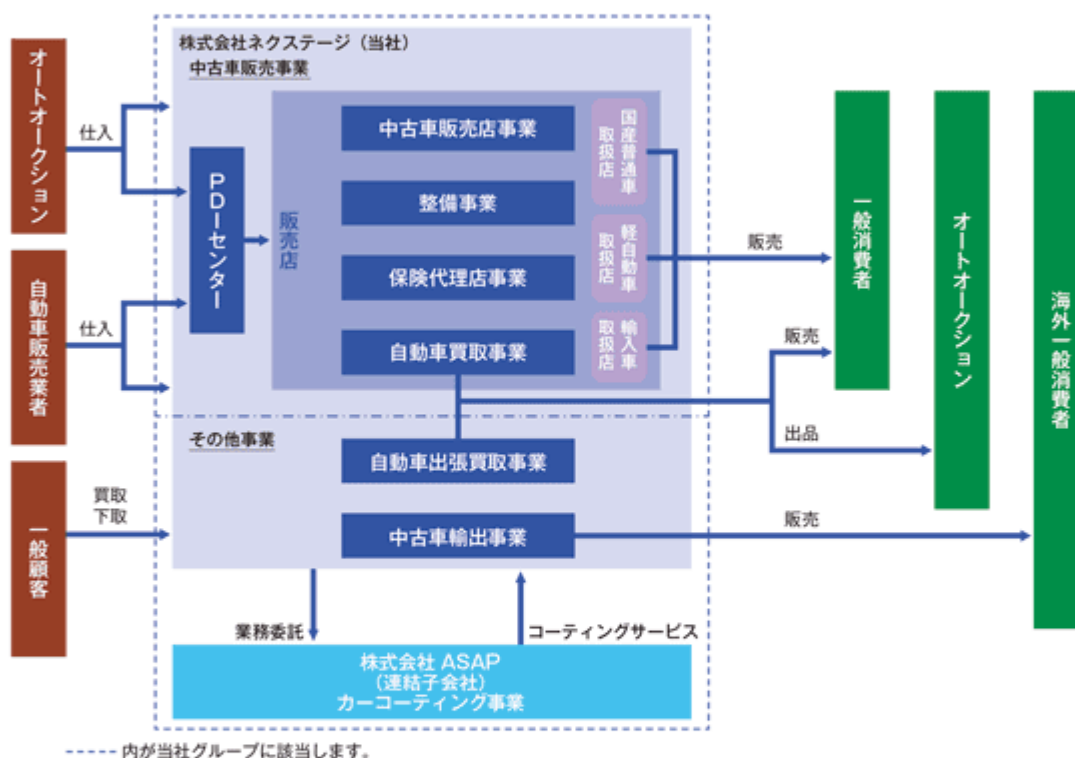 株式会社ネクステージ（当社）
中古車販売事業
オートオークション
仕入
自動車販売業者
仕入
一般顧客
買取
下取
PDIセンター
販売店
中古車販売店事業
整備事業
保険代理店事業
自動車買取事業
国産普通車
取扱店
軽自動車
取扱店
輸入車
取扱店
その他事業
自動車出張買取事業
中古車輸出事業
販売
販売
出品
販売
一般消費者
オートオークション
海外一般消費者
業務委託
コーティングサービス
株式会社 ASAP
（連結子会社）
カーコーティング事業
----- 内が当社グループに該当します。